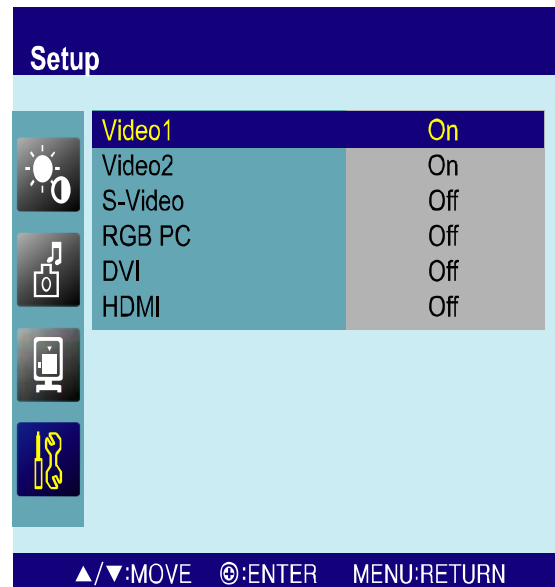 Setup
Video1 On
Video2 On
S-Video Off
RGB PC Off
DVI Off
HDMI Off
▲/▼:MOVE ⊕:ENTER MENU:RETURN